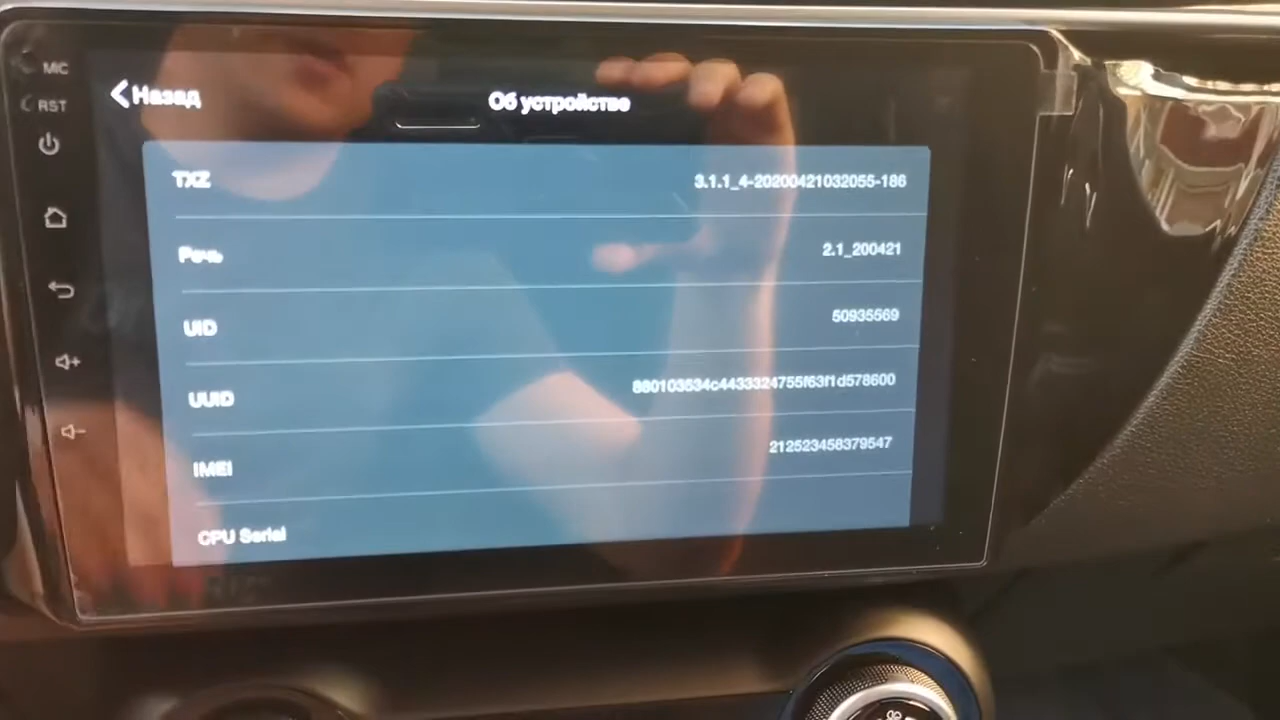 MIC
RST
Назад
Об устройстве
TXZ 3.1.1_4-20200421032055-186
Речь 2.1_200421
UID 50935569
UUID 880103534c4433324755f63f1d578600
IMEI 212523458379547
CPU Serial